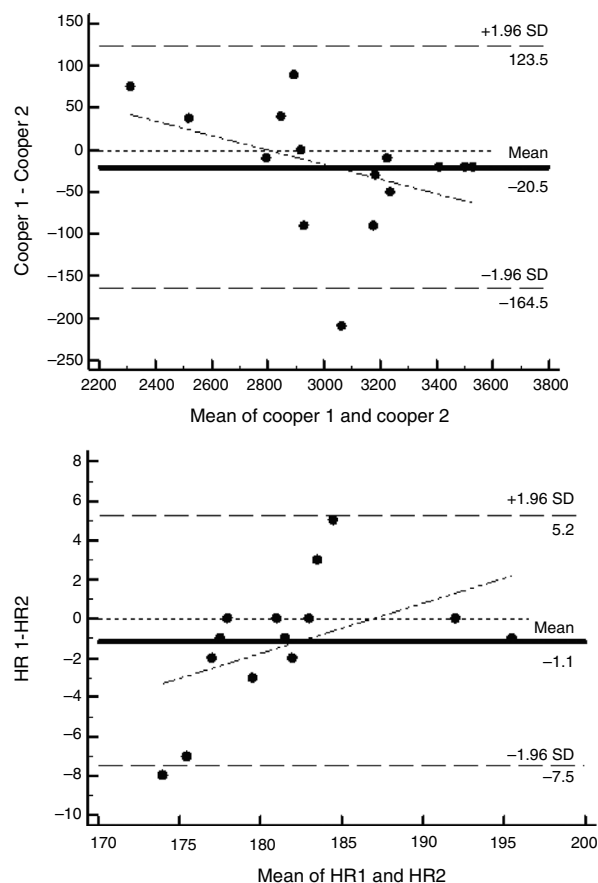 150
100
50
0
−50
−100
−150
−200
−250
+1.96 SD
123.5
Mean
−20.5
−1.96 SD
−164.5
Cooper 1 - Cooper 2
2200 2400 2600 2800 3000 3200 3400 3600 3800
Mean of cooper 1 and cooper 2
8
6
4
2
0
−2
−4
−6
−8
−10
+1.96 SD
5.2
Mean
−1.1
−1.96 SD
−7.5
HR 1-HR2
170 175 180 185 190 195 200
Mean of HR1 and HR2